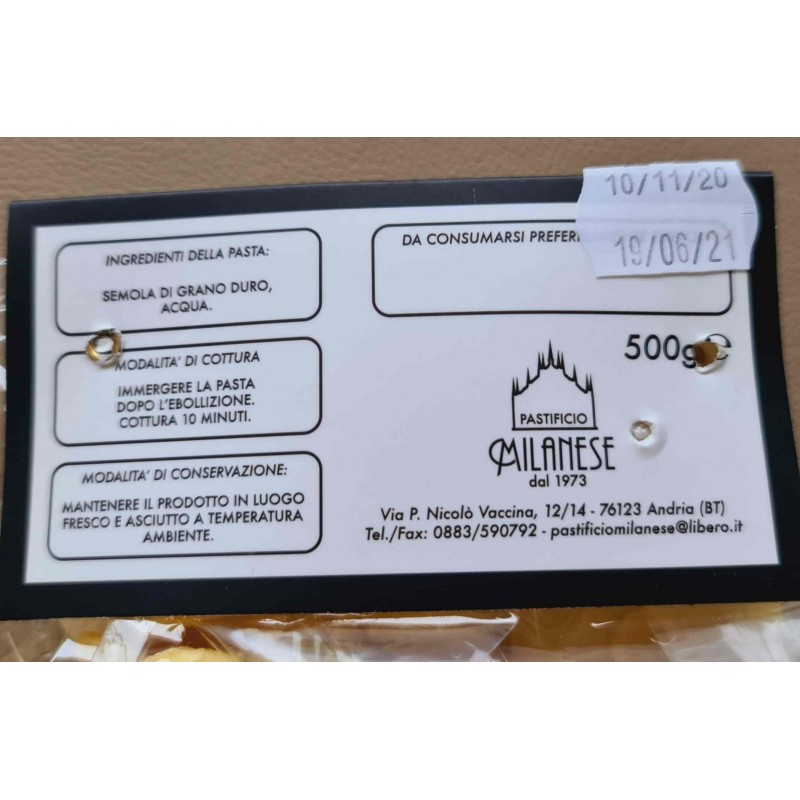 10/11/20
19/06/21
INGREDIENTI DELLA PASTA:
SEMOLA DI GRANO DURO,
ACQUA.
DA CONSUMARSI PREFERI
MODALITA' DI COTTURA
IMMERGERE LA PASTA
DOPO L'EBOLLIZIONE.
COTTURA 10 MINUTI.
500g e
MODALITA' DI CONSERVAZIONE:
MANTENERE IL PRODOTTO IN LUOGO
FRESCO E ASCIUTTO A TEMPERATURA
AMBIENTE.
PASTIFICIO
MILANESE
dal 1973
Via P. Nicolò Vaccina, 12/14 - 76123 Andria (BT)
Tel./Fax: 0883/590792 - pastificiomilanese@libero.it